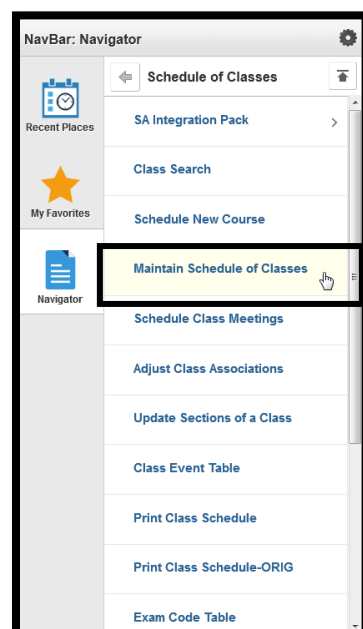 NavBar: Navigator
Schedule of Classes
Recent Places
My Favorites
Navigator
SA Integration Pack
Class Search
Schedule New Course
Maintain Schedule of Classes
Schedule Class Meetings
Adjust Class Associations
Update Sections of a Class
Class Event Table
Print Class Schedule
Print Class Schedule-ORIG
Exam Code Table